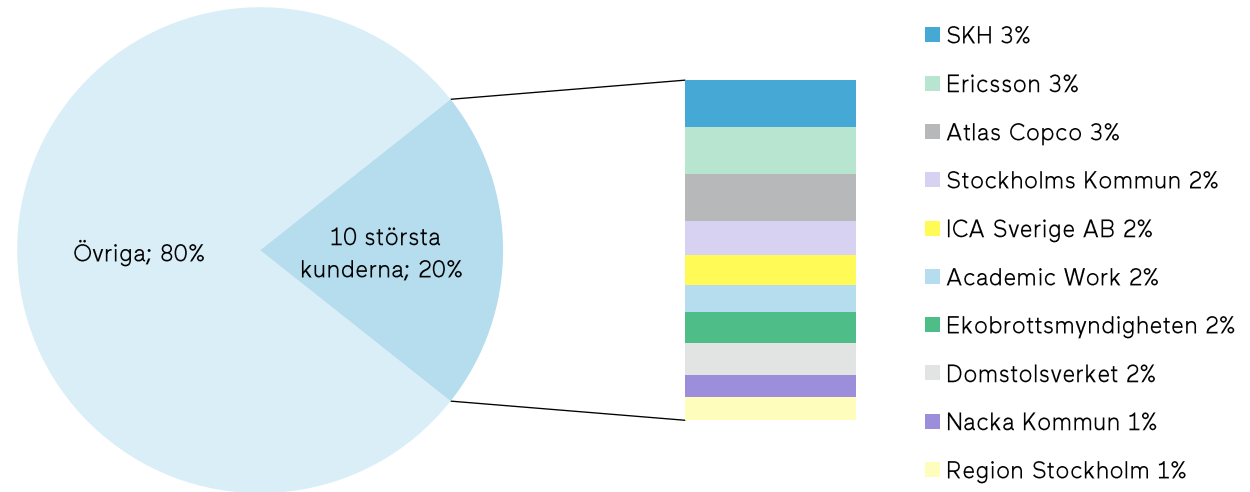 Övriga; 80%
10 största
kunderna; 20%
SKH 3%
Ericsson 3%
Atlas Copco 3%
Stockholms Kommun 2%
ICA Sverige AB 2%
Academic Work 2%
Ekobrottsmyndigheten 2%
Domstolsverket 2%
Nacka Kommun 1%
Region Stockholm 1%